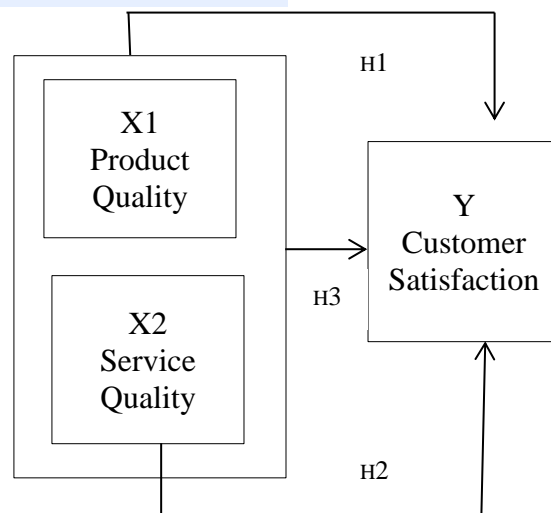 H1
X1
Product
Quality
Y
Customer
Satisfaction
H3
X2
Service
Quality
H2